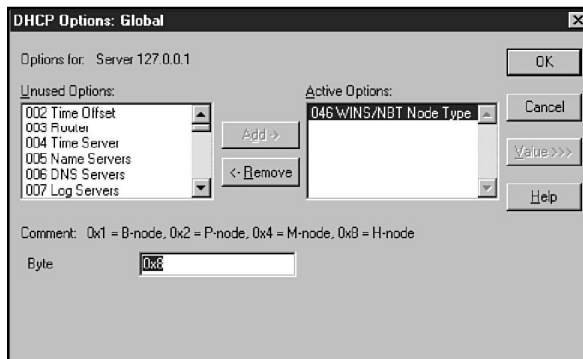 DHCP Options: Global
Options for: Server 127.0.0.1
OK
Unused Options:
Active Options:
002 Time Offset
003 Router
004 Time Server
005 Name Servers
006 DNS Servers
007 Log Servers
Add ->
<- Remove
046 WINS/NBT Node Type
Cancel
Value >>>
Help
Comment: 0x1 = B-node, 0x2 = P-node, 0x4 = M-node, 0x8 = H-node
Byte
0x8